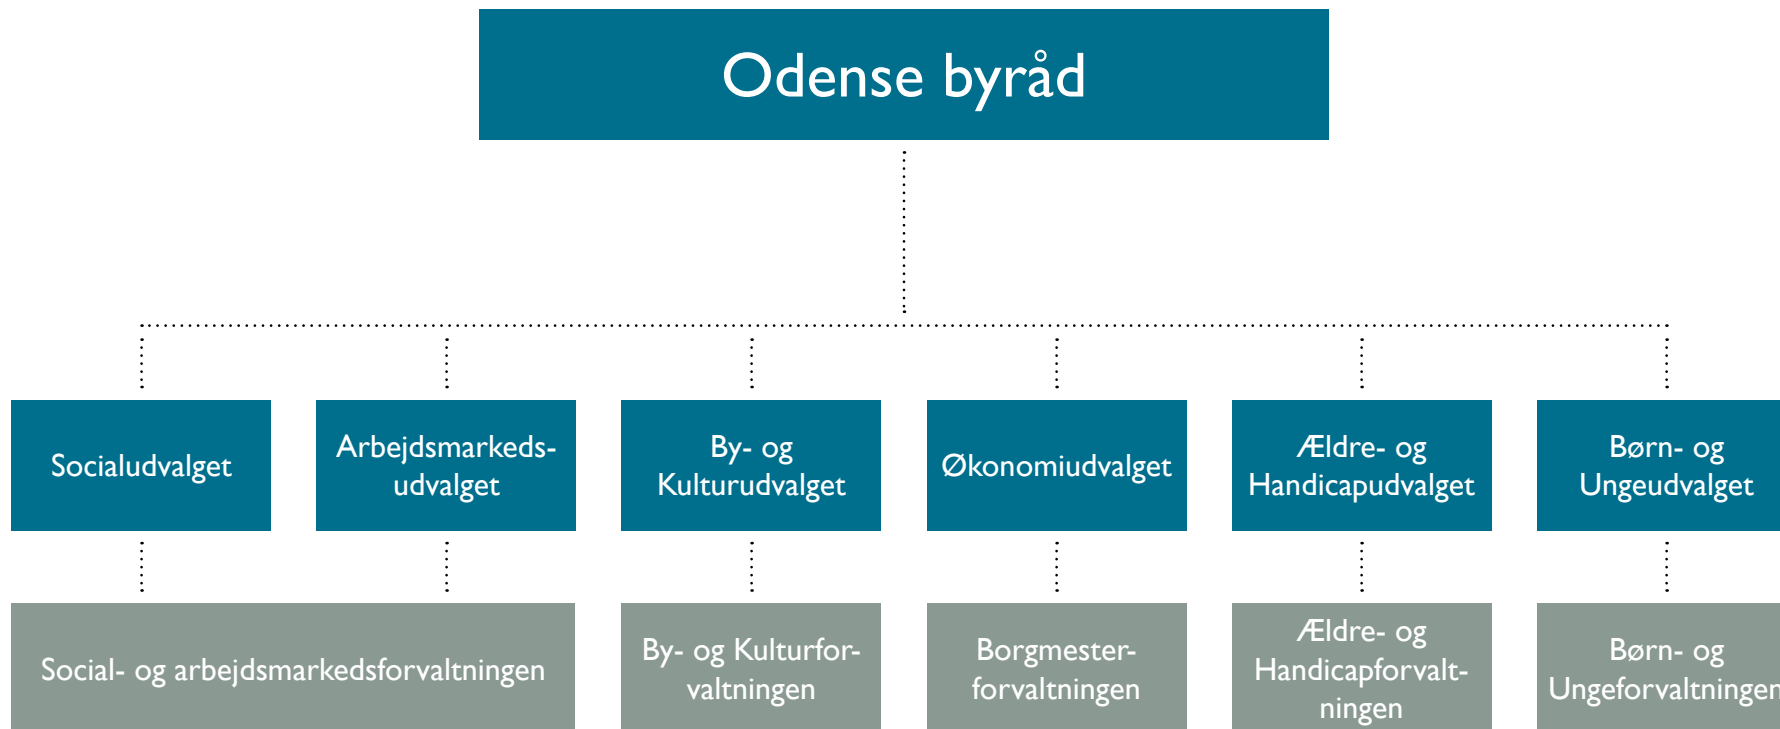 Odense byråd
Socialudvalget
Arbejdsmarkeds-
udvalget
By- og
Kulturudvalget
Økonomiudvalget
Ældre- og
Handicapudvalget
Børn- og
Ungeudvalget
Social- og arbejdsmarkedsforvaltningen
By- og Kulturfor-
valtningen
Borgmester-
forvaltningen
Ældre- og
Handicapforvalt-
ningen
Børn- og
Ungeforvaltningen